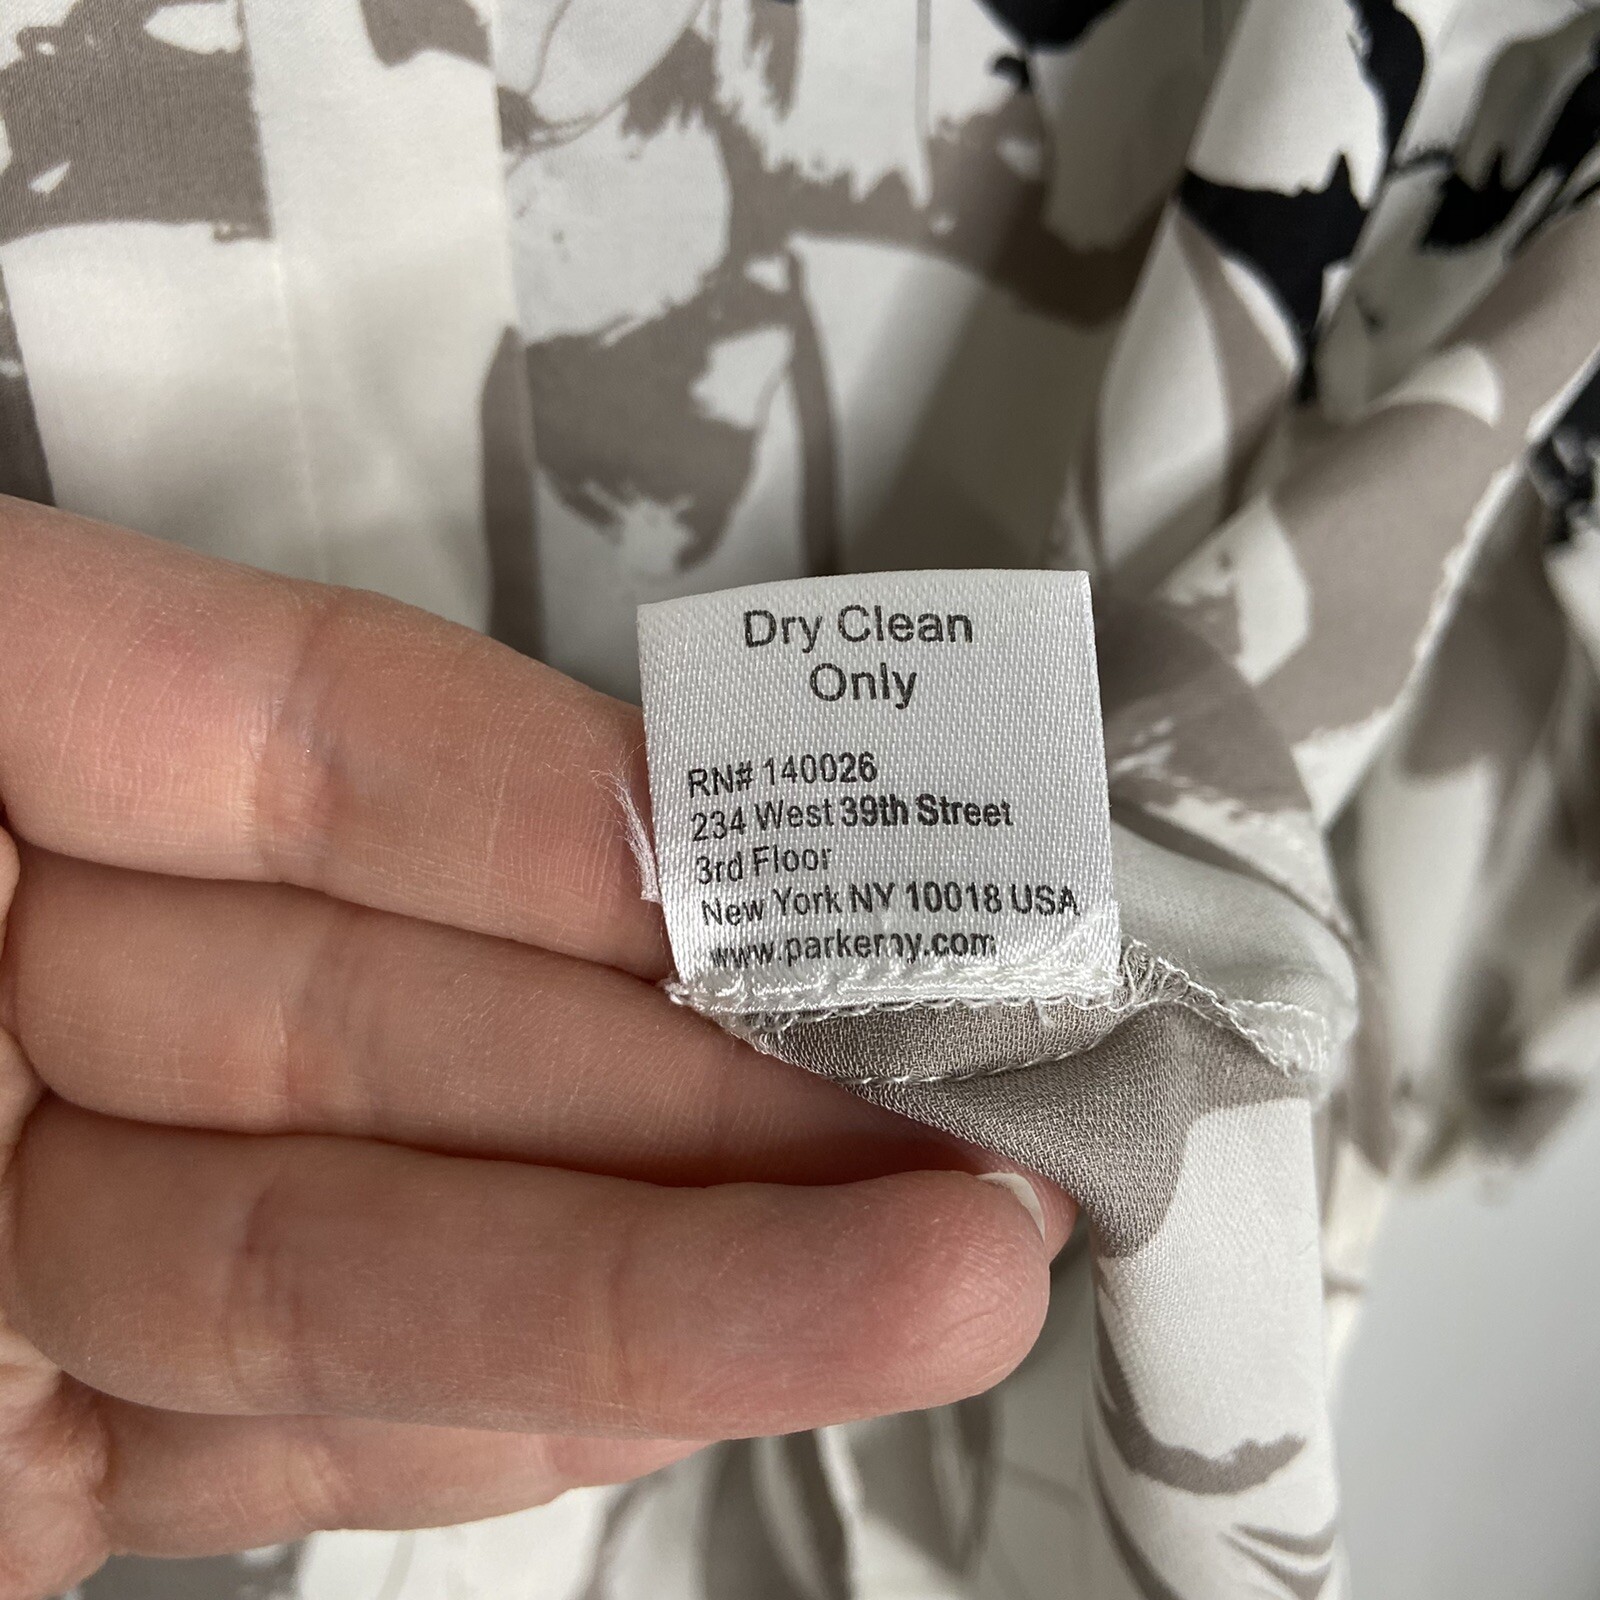 Dry Clean
Only
RN# 140026
234 West 39th Street
3rd Floor
New York NY 10018 USA
www.parkerny.com